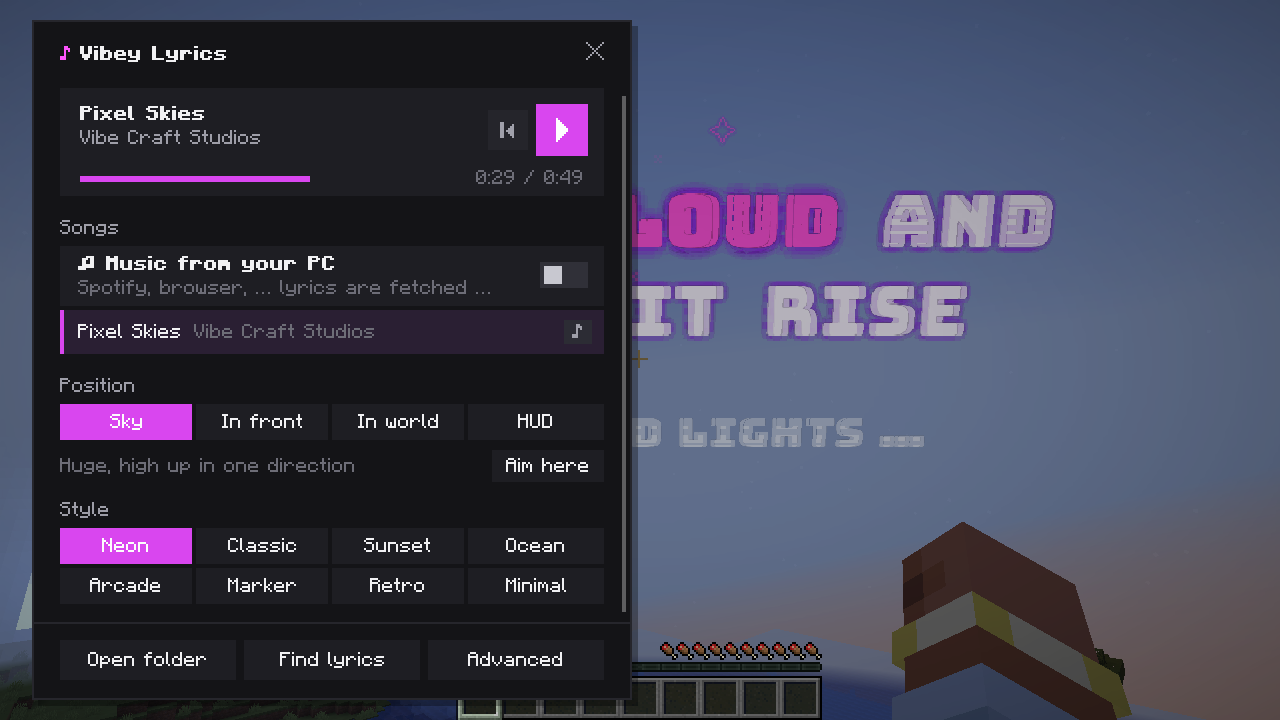 Vibey Lyrics
Pixel Skies
Vibe Craft Studios
0:29 / 0:49
Songs
Music from your PC
Spotify, browser, ... lyrics are fetched ...
Pixel Skies Vibe Craft Studios
Position
Sky
In front
In world
HUD
Huge, high up in one direction
Aim here
Style
Neon
Classic
Sunset
Ocean
Arcade
Marker
Retro
Minimal
Open folder
Find lyrics
Advanced
LOUD AND
IT RISE
LIGHTS ...